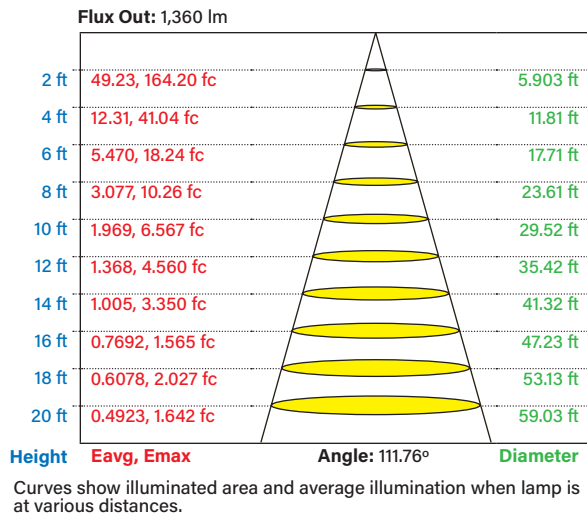 Flux Out: 1,360 lm
2 ft 49.23, 164.20 fc 5.903 ft
4 ft 12.31, 41.04 fc 11.81 ft
6 ft 5.470, 18.24 fc 17.71 ft
8 ft 3.077, 10.26 fc 23.61 ft
10 ft 1.969, 6.567 fc 29.52 ft
12 ft 1.368, 4.560 fc 35.42 ft
14 ft 1.005, 3.350 fc 41.32 ft
16 ft 0.7692, 1.565 fc 47.23 ft
18 ft 0.6078, 2.027 fc 53.13 ft
20 ft 0.4923, 1.642 fc 59.03 ft
Height Eavg, Emax Angle: 111.76º Diameter
Curves show illuminated area and average illumination when lamp is
at various distances.